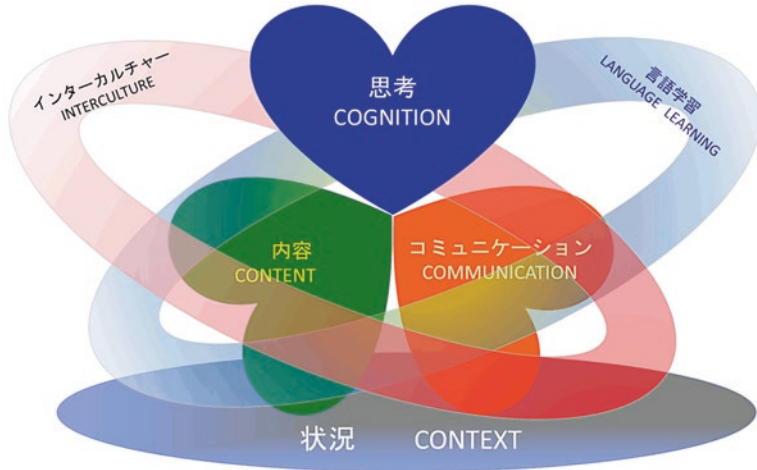 インターカルチャー
INTERCULTURE
思考
COGNITION
言語学習
LANGUAGE LEARNING
内容
CONTENT
コミュニケーション
COMMUNICATION
状況 CONTEXT